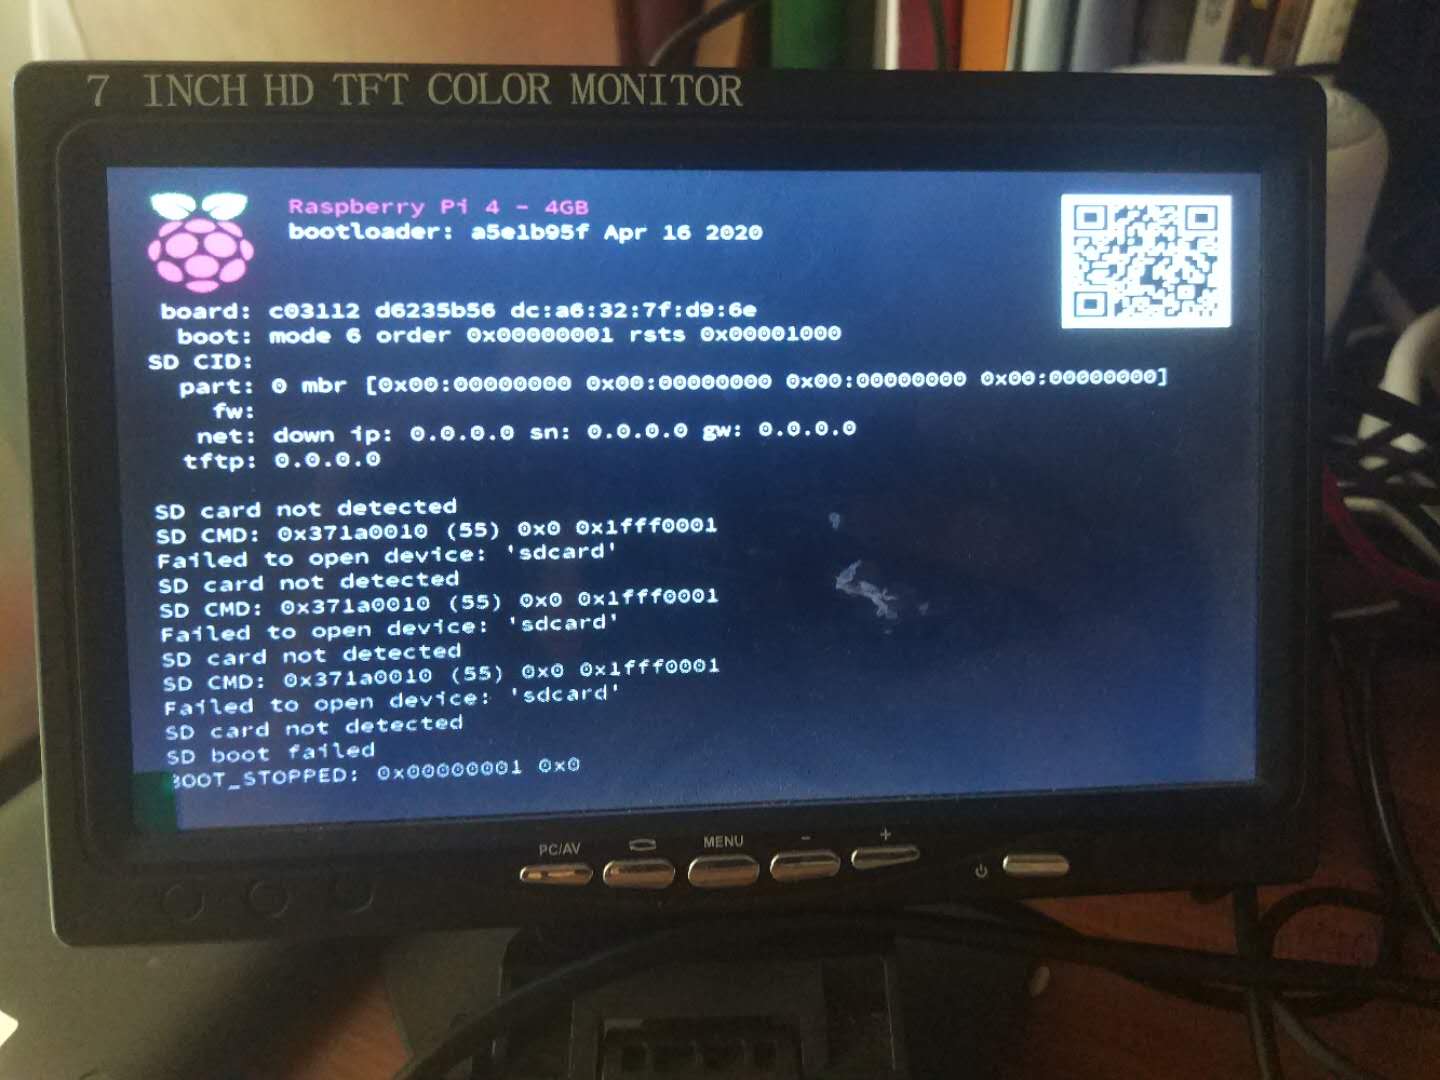 7 INCH HD TFT COLOR MONITOR
Raspberry Pi 4 - 4GB
bootloader: a5e1b95f Apr 16 2020
board: c03112 d6235b56 dc:a6:32:7f:d9:6e
boot: mode 6 order 0x00000001 rsts 0x00001000
SD CID:
part: 0 mbr [0x00:00000000 0x00:00000000 0x00:00000000 0x00:00000000]
fw:
net: down ip: 0.0.0.0 sn: 0.0.0.0 gw: 0.0.0.0
tftp: 0.0.0.0
SD card not detected
SD CMD: 0x371a0010 (55) 0x0 0x1fff0001
Failed to open device: 'sdcard'
SD card not detected
SD CMD: 0x371a0010 (55) 0x0 0x1fff0001
Failed to open device: 'sdcard'
SD card not detected
SD CMD: 0x371a0010 (55) 0x0 0x1fff0001
Failed to open device: 'sdcard'
SD card not detected
SD boot failed
BOOT_STOPPED: 0x00000001 0x0
PC/AV MENU - +